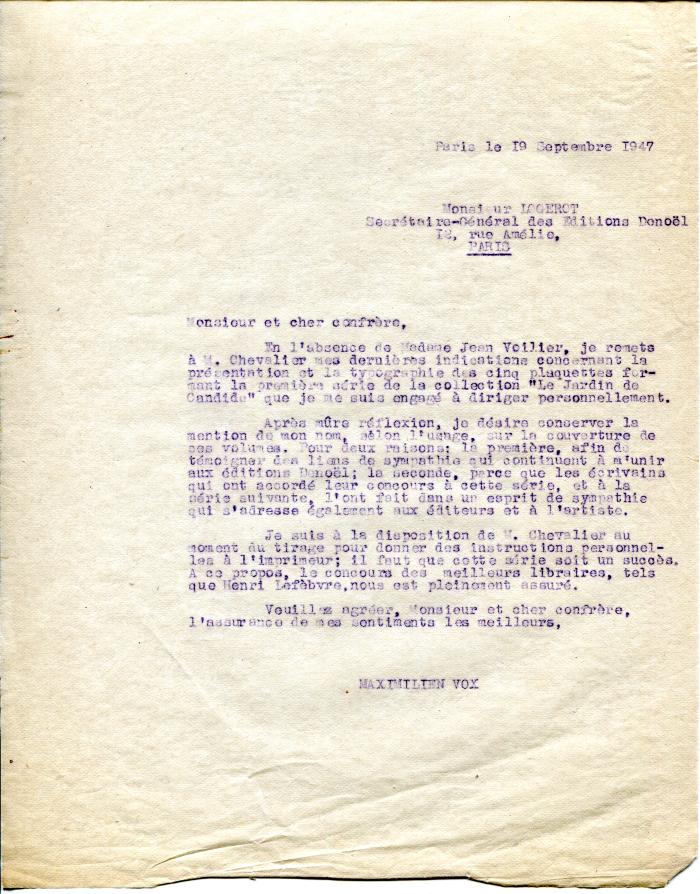 Paris le I9 Septembre I947
Monsieur LOGEROT
Secrétaire-Général des Editions Denoël
I2, rue Amélie,
PARIS
Monsieur et cher confrère,
En l'absence de Madame Jean Voilier, je remets
à M. Chevalier mes dernières indications concernant la
présentation et la typographie des cinq plaquettes for-
mant la première série de la collection "Le Jardin de
Candide" que je me suis engagé à diriger personnellement.
Après mûre réflexion, je désire conserver la
mention de mon nom, selon l'usage, sur la couverture de
ces volumes. Pour deux raisons: la première, afin de
témoigner des liens de sympathie qui continuent à m'unir
aux éditions Denoël; la seconde, parce que les écrivains
qui ont accordé leur concours à cette série, et à la
série suivante, l'ont fait dans un esprit de sympathie
qui s'adresse également aux éditeurs et à l'artiste.
Je suis à la disposition de M. Chevalier au
moment du tirage pour donner des instructions personnel-
les à l'imprimeur; il faut que cette série soit un succès.
A ce propos, le concours des meilleurs libraires, tels
que Henri Lefèbvre,nous est pleinement assuré.
Veuillez agréer, Monsieur et cher confrère,
l'assurance de mes sentiments les meilleurs,
MAXIMILIEN VOX